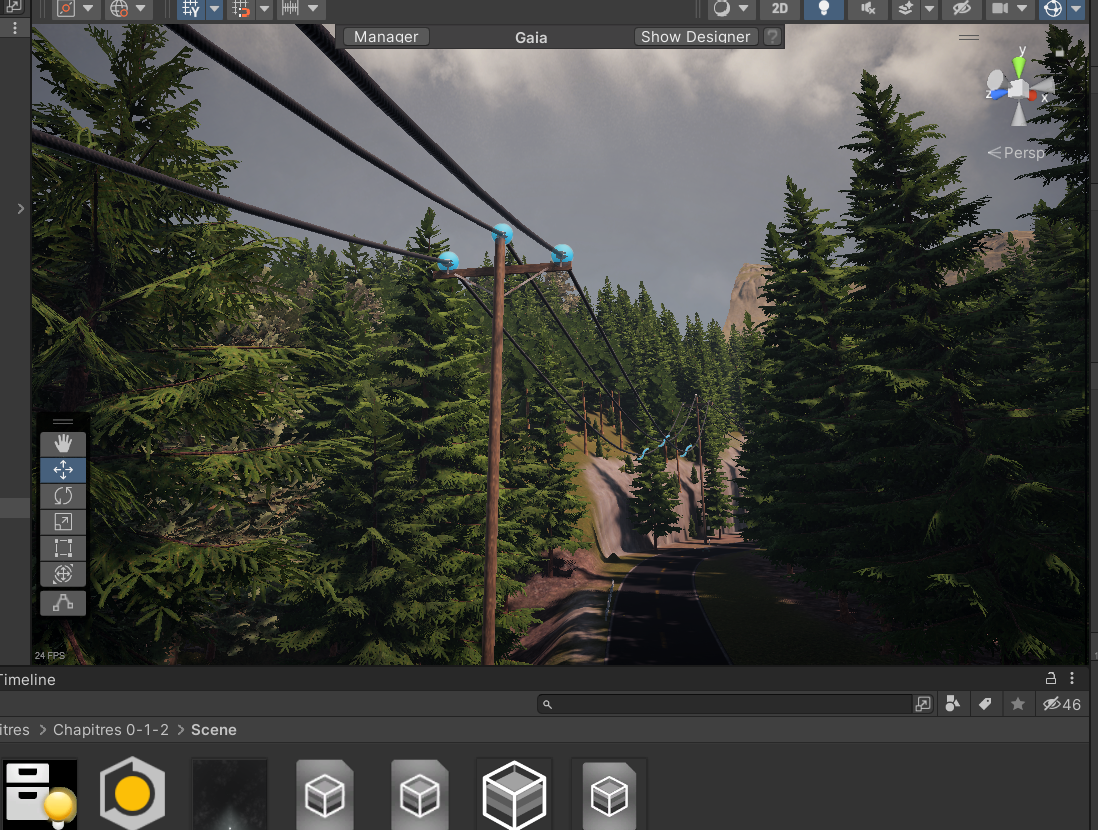 2D
Manager
Gaia
Show Designer
?
y
z
x
Persp
24 FPS
Timeline
46
itres > Chapitres 0-1-2 > Scene